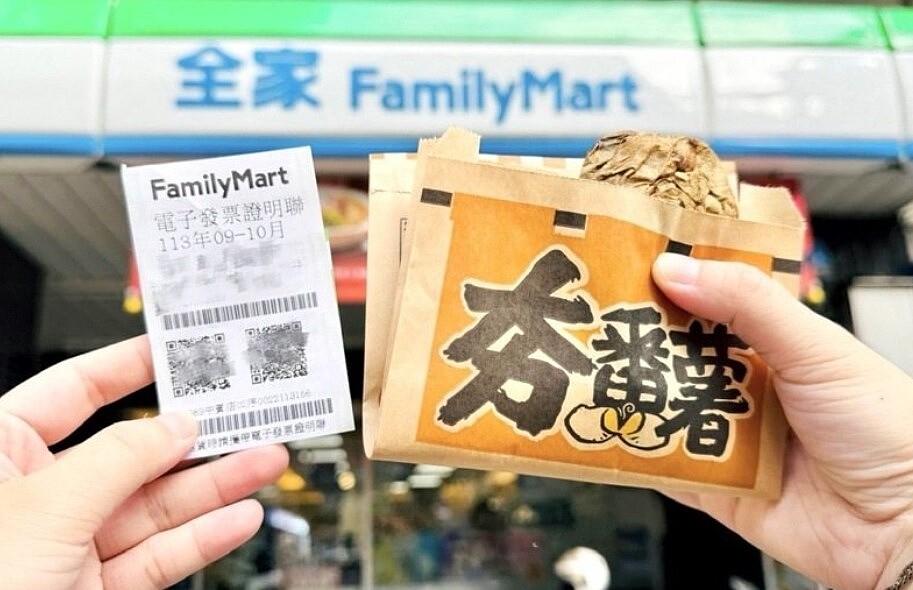 全家 FamilyMart
FamilyMart
電子發票證明聯
113年09-10月
夯番薯